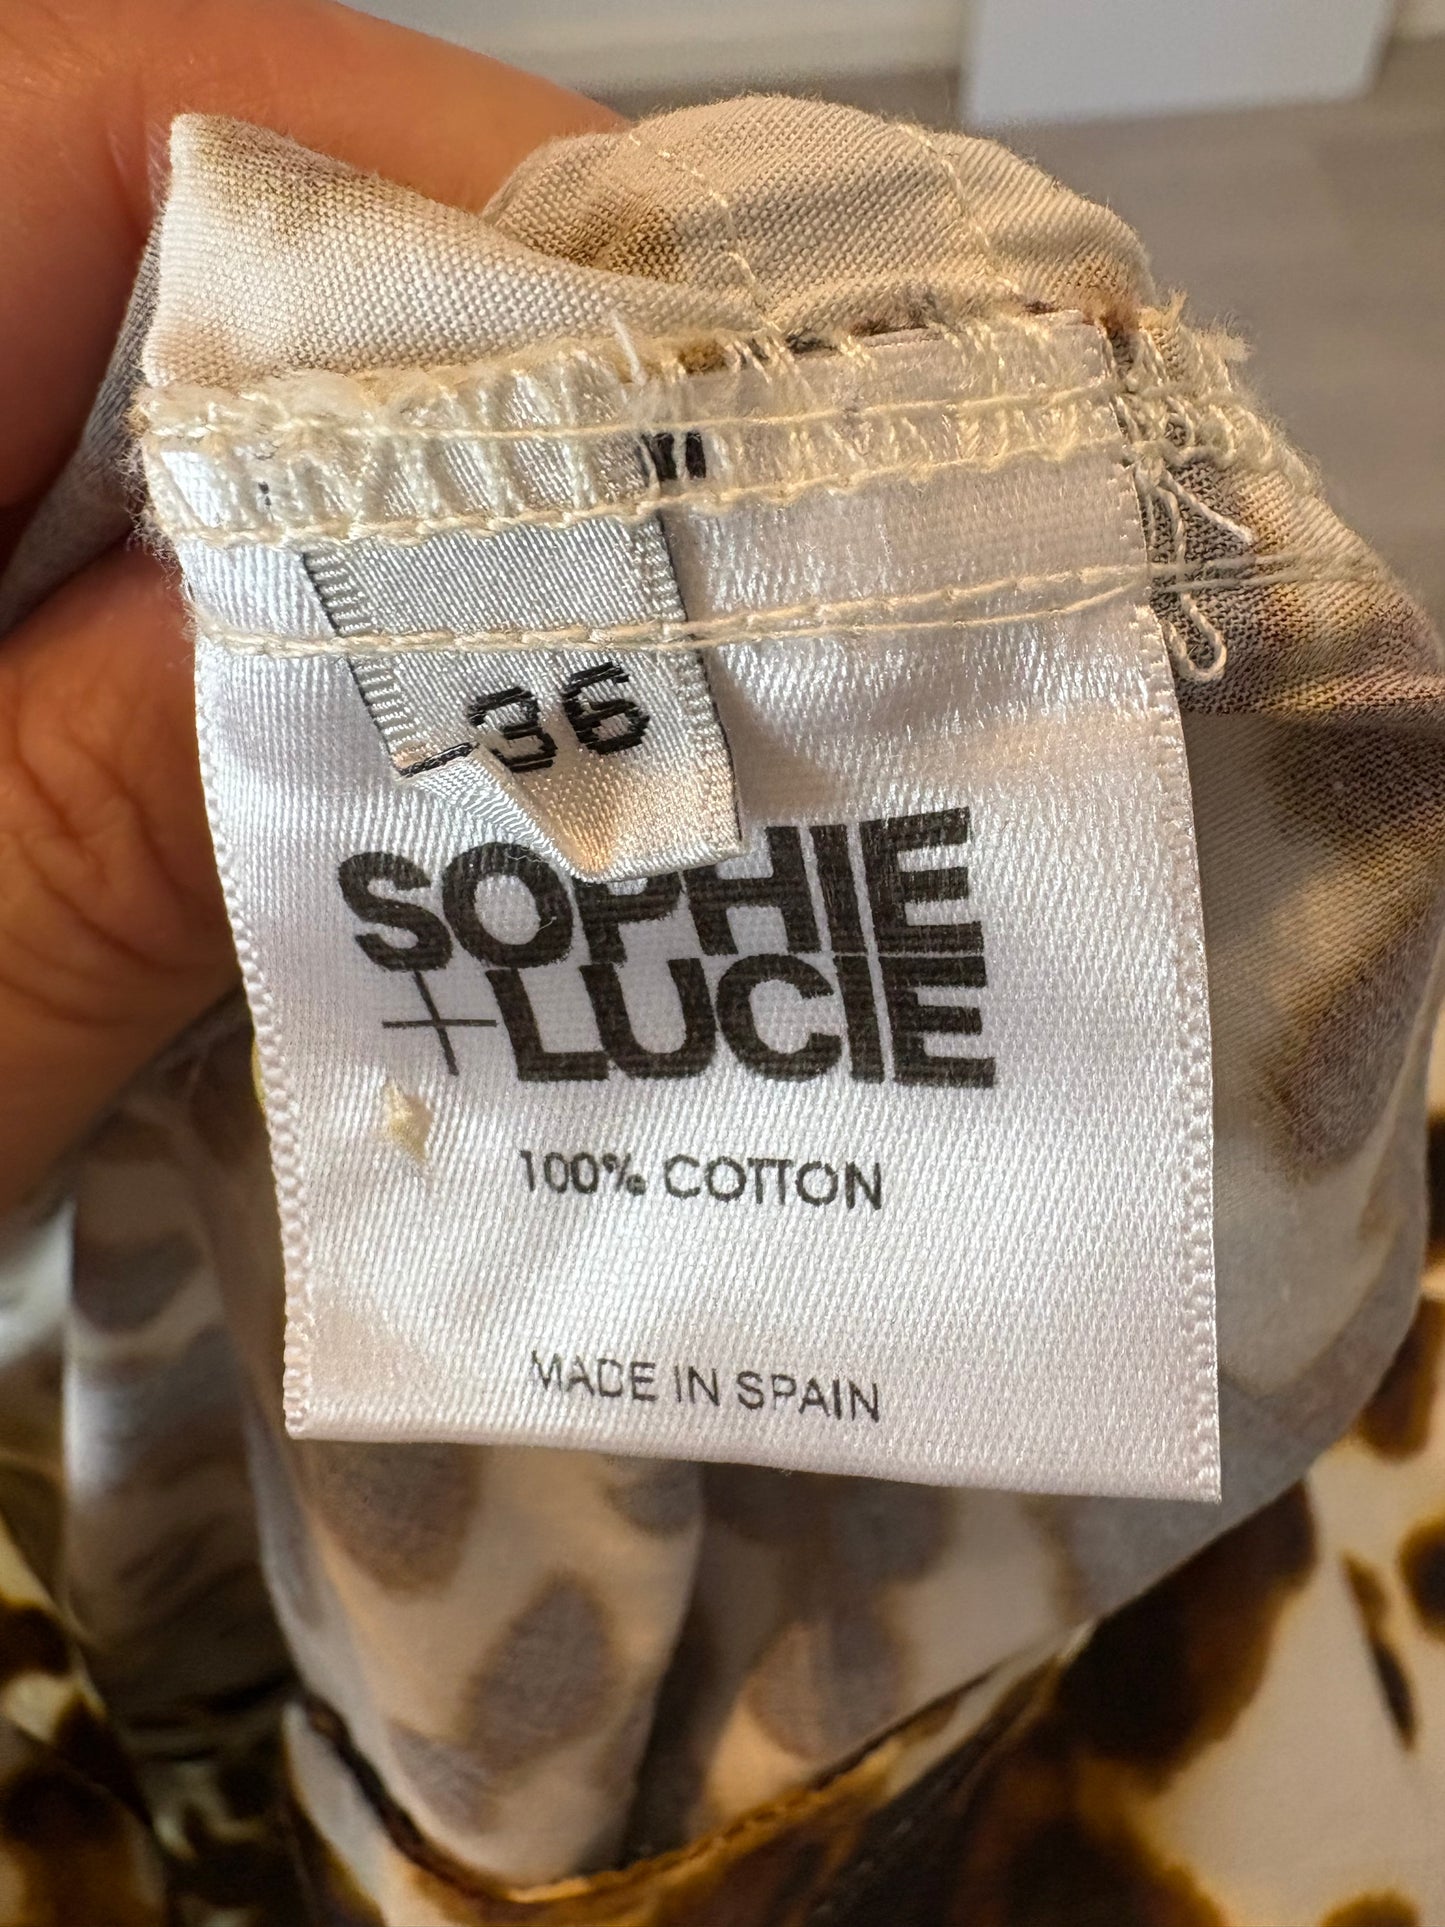 36
SOPHIE
+LUCIE
100% COTTON
MADE IN SPAIN